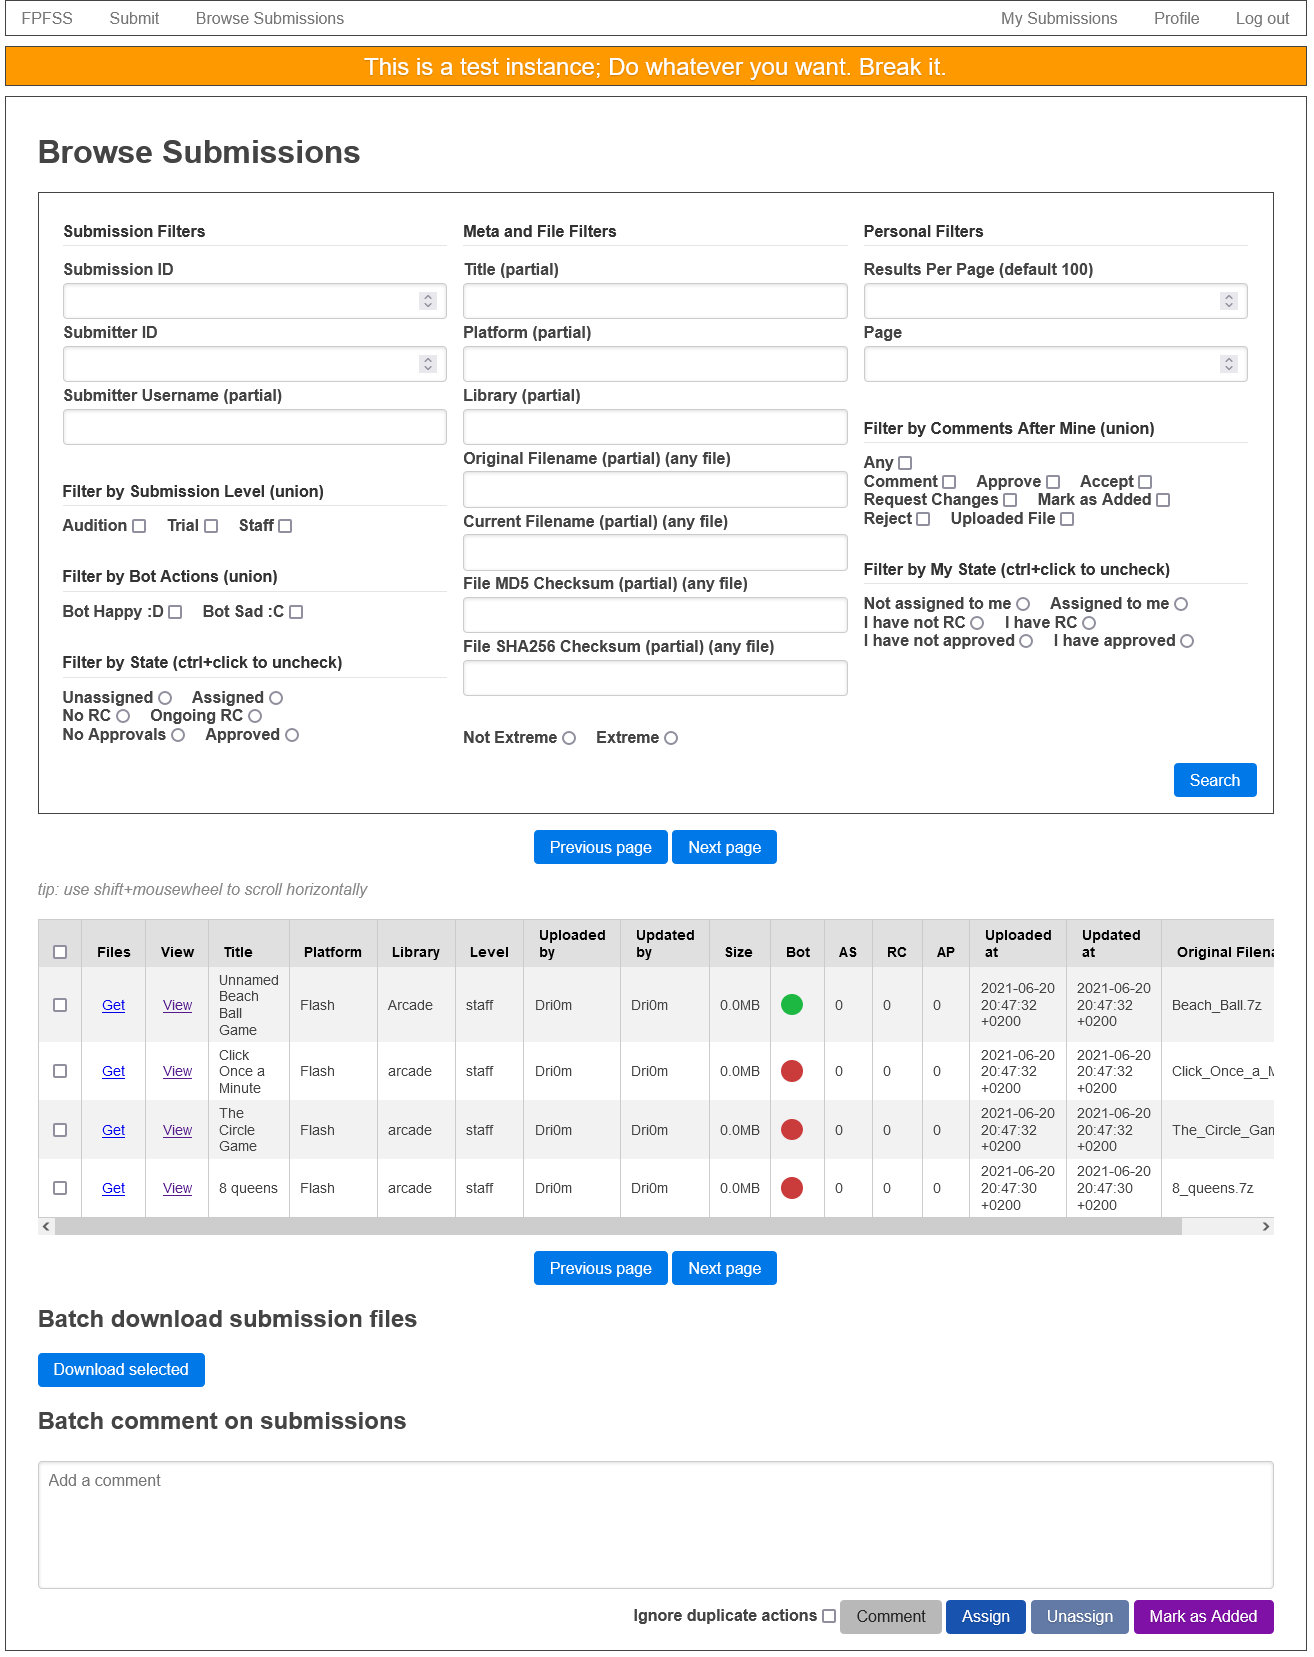 FPFSS Submit Browse Submissions My Submissions Profile Log out
This is a test instance; Do whatever you want. Break it.
Browse Submissions
Submission Filters
Submission ID
Submitter ID
Submitter Username (partial)
Filter by Submission Level (union)
Audition Trial Staff
Filter by Bot Actions (union)
Bot Happy :D Bot Sad :C
Filter by State (ctrl+click to uncheck)
Unassigned Assigned
No RC Ongoing RC
No Approvals Approved
Meta and File Filters
Title (partial)
Platform (partial)
Library (partial)
Original Filename (partial) (any file)
Current Filename (partial) (any file)
File MD5 Checksum (partial) (any file)
File SHA256 Checksum (partial) (any file)
Not Extreme Extreme
Personal Filters
Results Per Page (default 100)
Page
Filter by Comments After Mine (union)
Any
Comment Approve Accept
Request Changes Mark as Added
Reject Uploaded File
Filter by My State (ctrl+click to uncheck)
Not assigned to me Assigned to me
I have not RC I have RC
I have not approved I have approved
Search
Previous page Next page
tip: use shift+mousewheel to scroll horizontally
Files View Title Platform Library Level Uploaded by Updated by Size Bot AS RC AP Uploaded at Updated at Original Filena
Get View Unnamed Beach Ball Game Flash Arcade staff Dri0m Dri0m 0.0MB 0 0 0 2021-06-20 20:47:32 +0200 2021-06-20 20:47:32 +0200 Beach_Ball.7z
Get View Click Once a Minute Flash arcade staff Dri0m Dri0m 0.0MB 0 0 0 2021-06-20 20:47:32 +0200 2021-06-20 20:47:32 +0200 Click_Once_a_M
Get View The Circle Game Flash arcade staff Dri0m Dri0m 0.0MB 0 0 0 2021-06-20 20:47:32 +0200 2021-06-20 20:47:32 +0200 The_Circle_Gam
Get View 8 queens Flash arcade staff Dri0m Dri0m 0.0MB 0 0 0 2021-06-20 20:47:30 +0200 2021-06-20 20:47:30 +0200 8_queens.7z
Previous page Next page
Batch download submission files
Download selected
Batch comment on submissions
Add a comment
Ignore duplicate actions Comment Assign Unassign Mark as Added